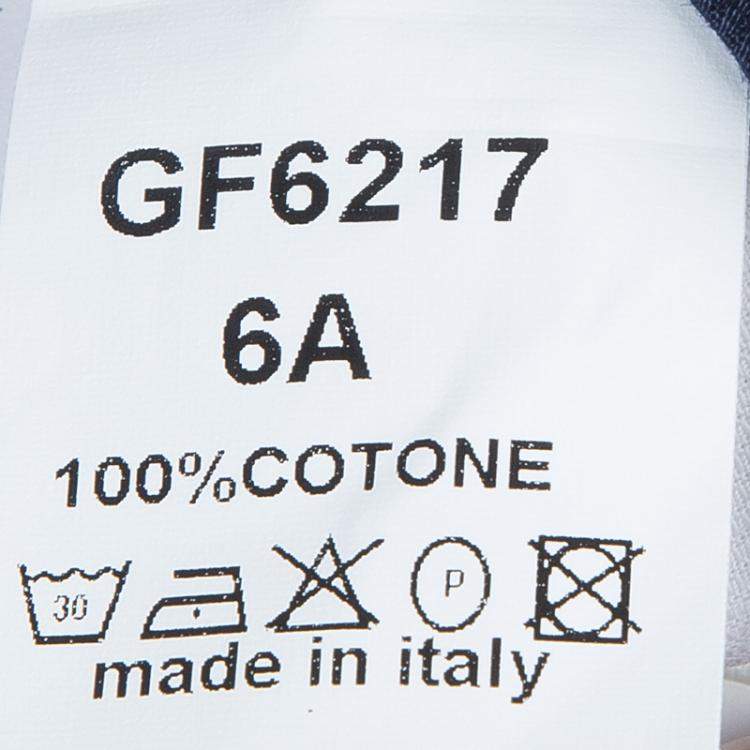 GF6217
6A
100%COTONE
30 P
made in italy